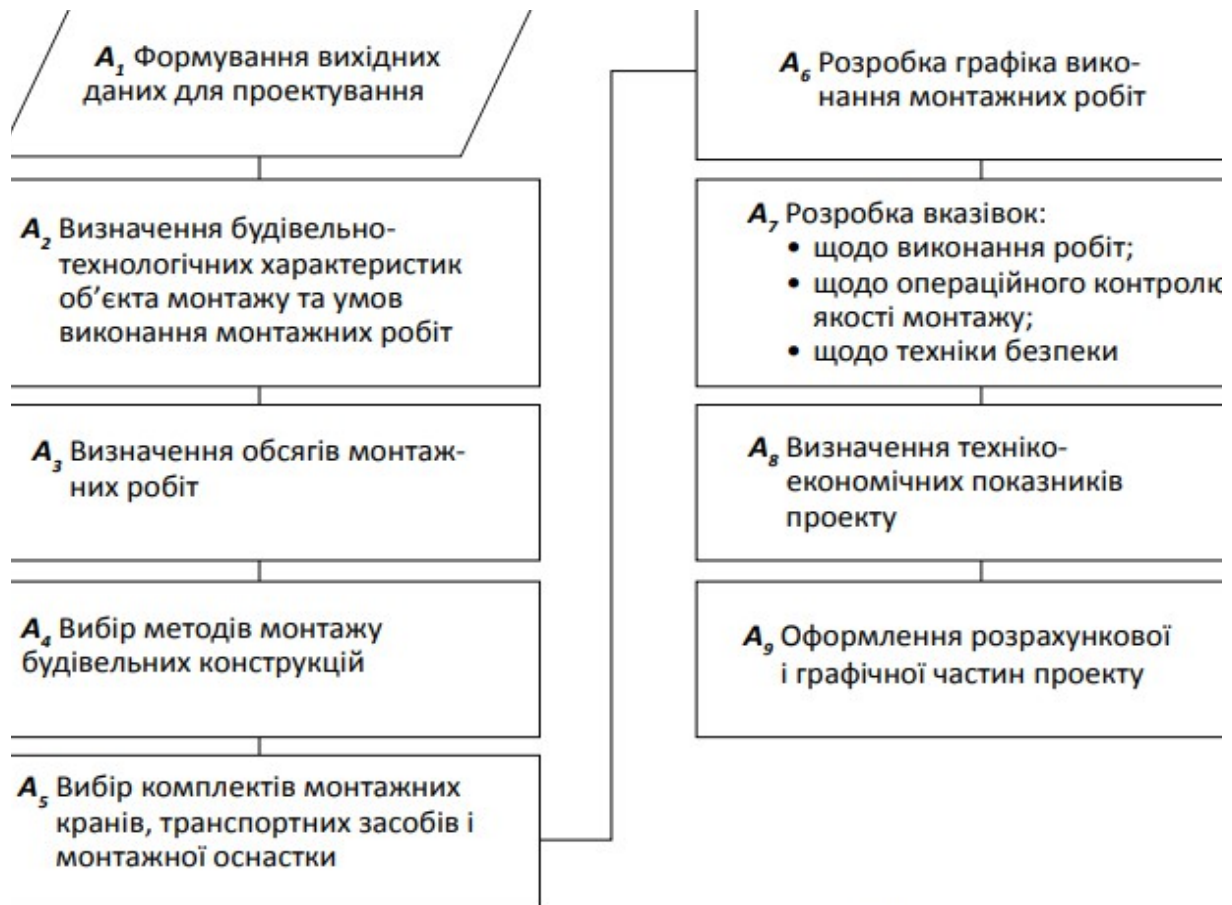 A₁ Формування вихідних
даних для проектування
A₂ Визначення будівельно-
технологічних характеристик
об’єкта монтажу та умов
виконання монтажних робіт
A₃ Визначення обсягів монтаж-
них робіт
A₄ Вибір методів монтажу
будівельних конструкцій
A₅ Вибір комплектів монтажних
кранів, транспортних засобів і
монтажної оснастки
A₆ Розробка графіка вико-
нання монтажних робіт
A₇ Розробка вказівок:
• щодо виконання робіт;
• щодо операційного контролю
якості монтажу;
• щодо техніки безпеки
A₈ Визначення техніко-
економічних показників
проекту
A₉ Оформлення розрахункової
і графічної частин проекту